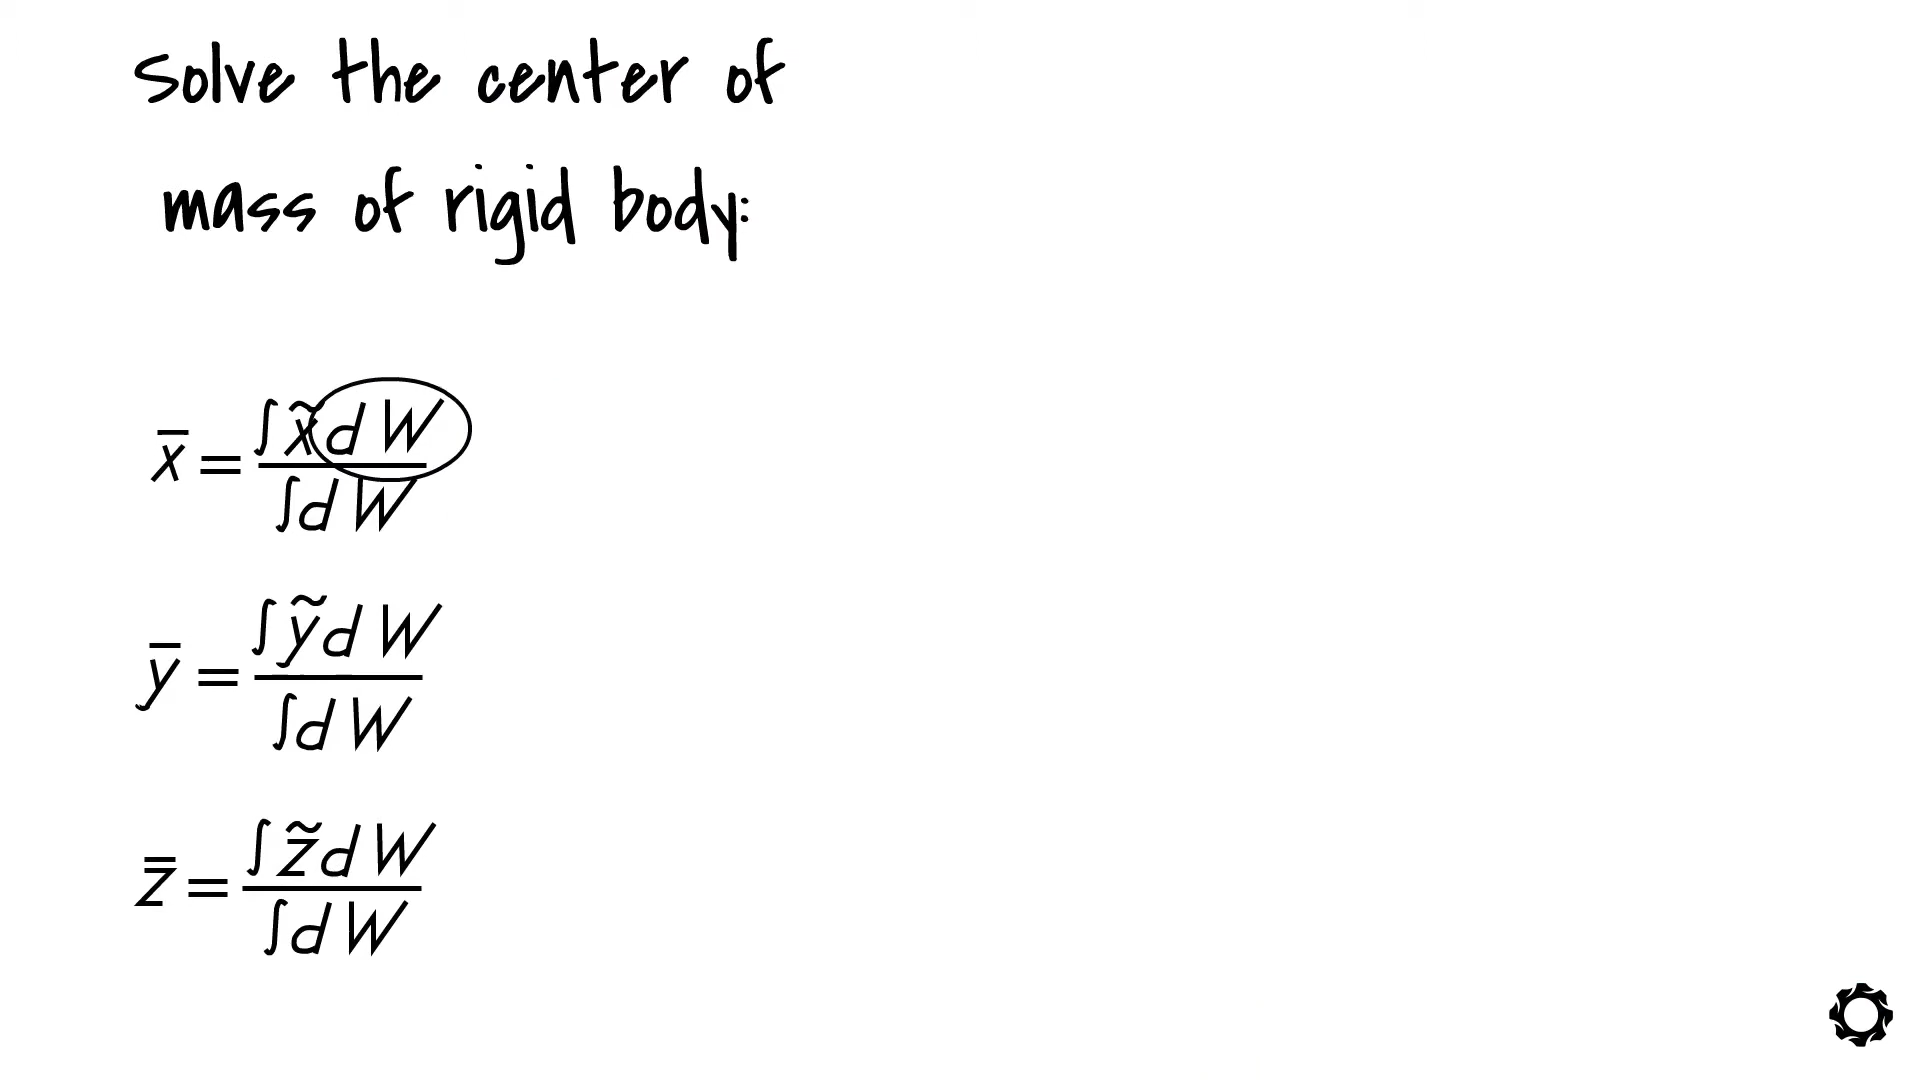 Solve the center of
mass of rigid body:
x̄ = ∫x̃dW / ∫dW
ȳ = ∫ỹdW / ∫dW
z̄ = ∫z̃dW / ∫dW